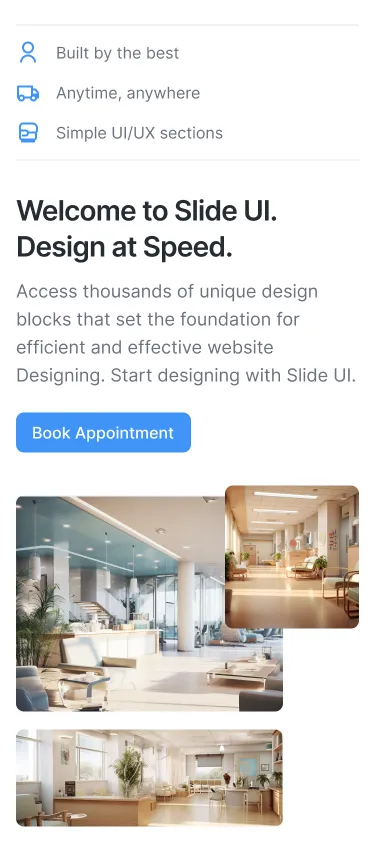 Built by the best
Anytime, anywhere
Simple UI/UX sections
Welcome to Slide UI.
Design at Speed.
Access thousands of unique design
blocks that set the foundation for
efficient and effective website
Designing. Start designing with Slide UI.
Book Appointment